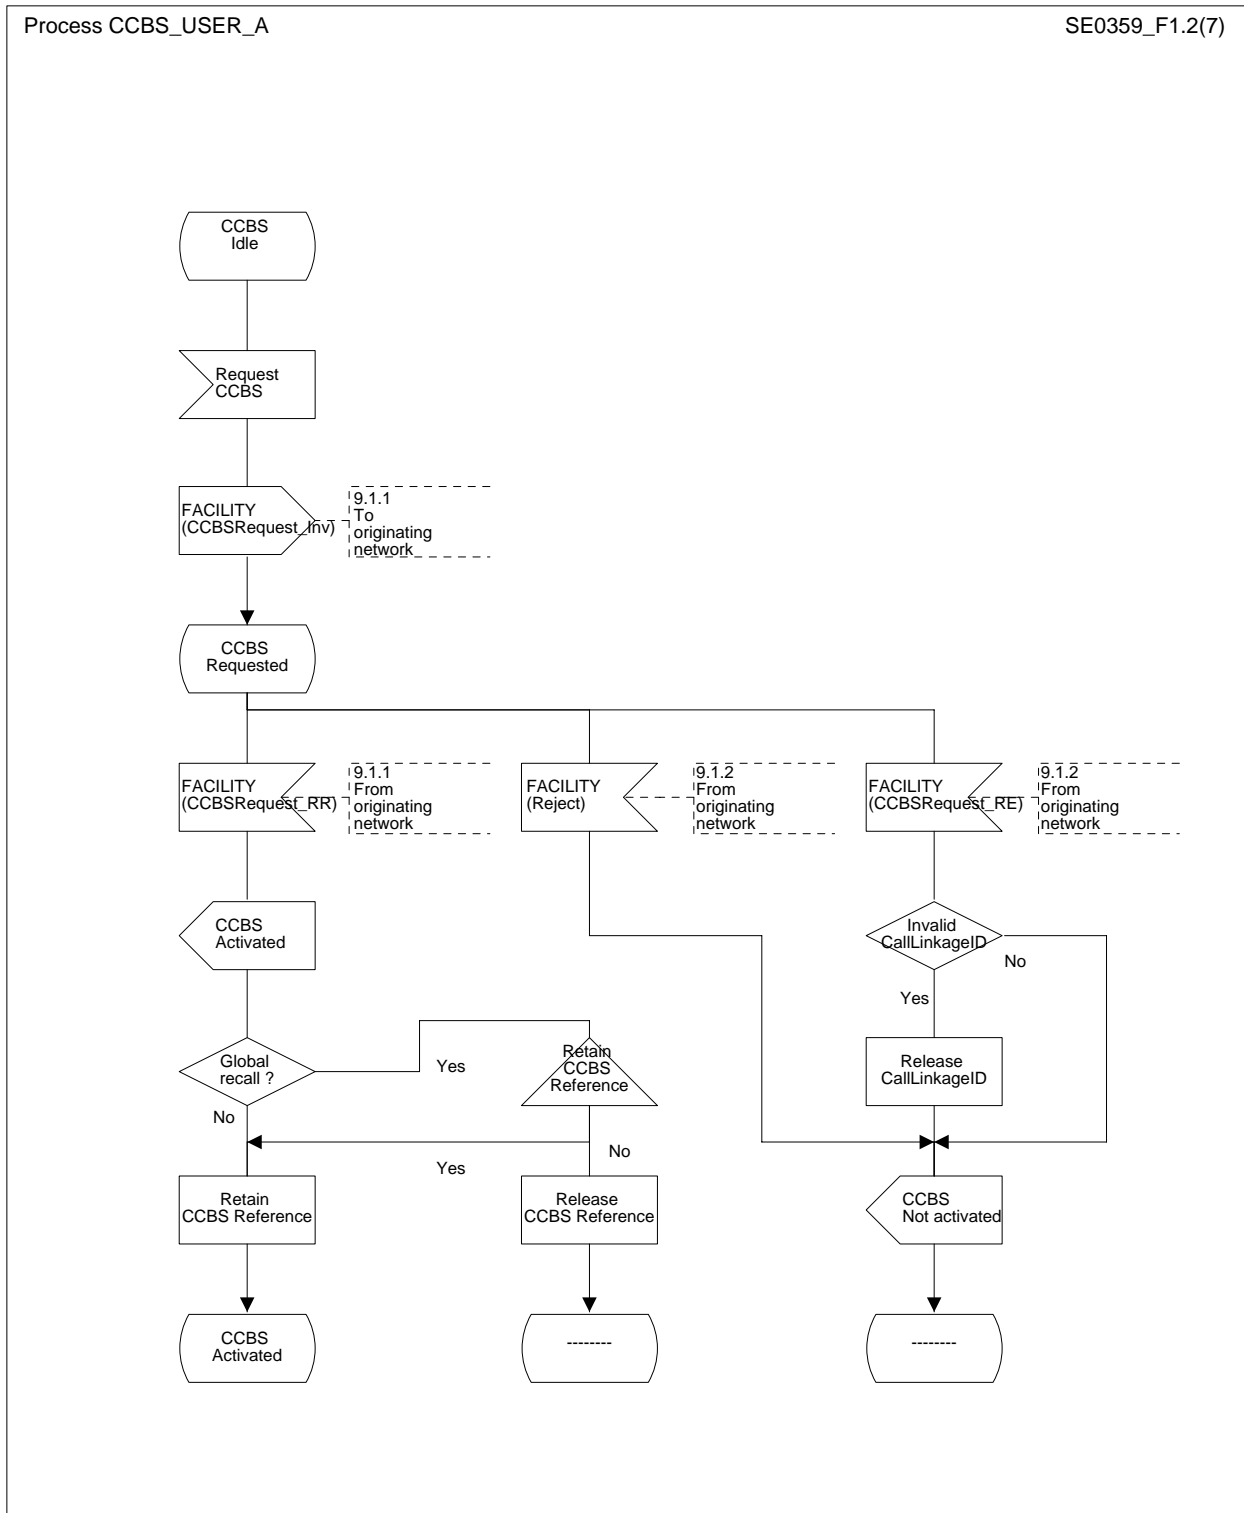 Process CCBS_USER_A
SE0359_F1.2(7)
CCBS
Idle
Request
CCBS
FACILITY
(CCBSRequest_Inv)
9.1.1
To
originating
network
CCBS
Requested
FACILITY
(CCBSRequest_RR)
9.1.1
From
originating
network
FACILITY
(Reject)
9.1.2
From
originating
network
FACILITY
(CCBSRequest_RE)
9.1.2
From
originating
network
CCBS
Activated
Invalid
CallLinkageID
No
Yes
Global
recall ?
Yes
No
Retain
CCBS
Reference
Release
CallLinkageID
Yes
No
Retain
CCBS Reference
Release
CCBS Reference
CCBS
Not activated
CCBS
Activated
--------
--------